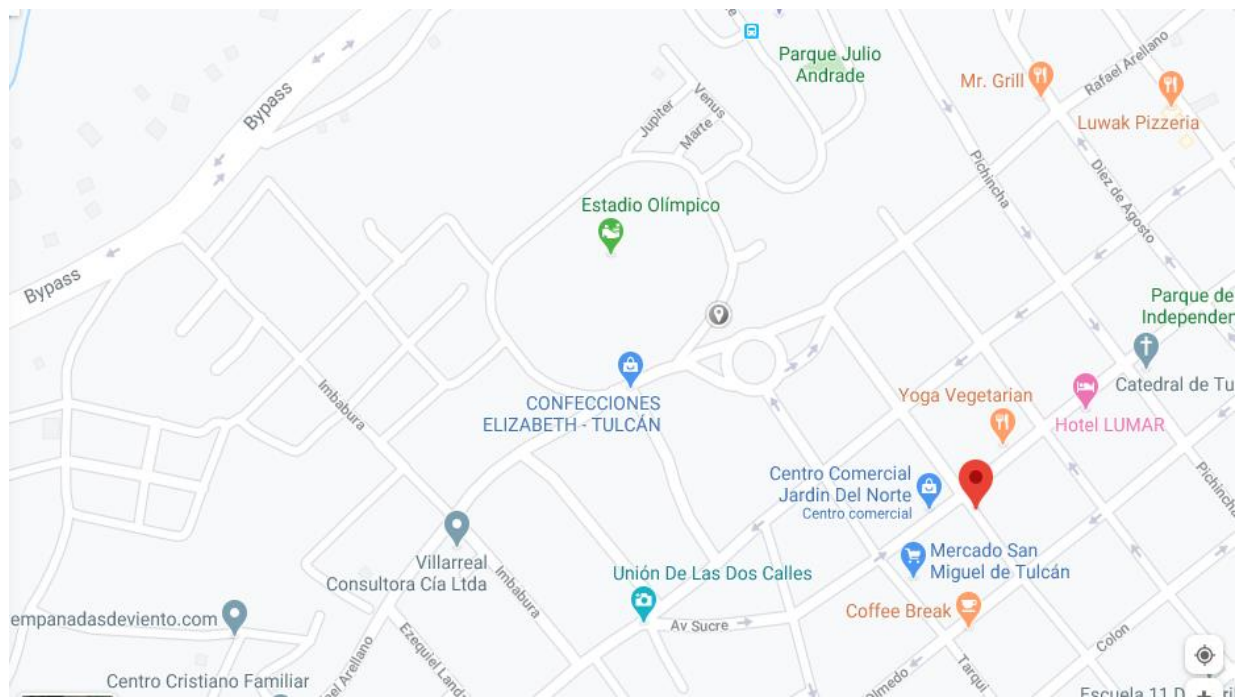 Parque Julio
Andrade
Mr. Grill
Rafael Arellano
Luwak Pizzeria
Bypass
Jupiter
Venus
Marte
Pichincha
Diez de Agosto
Estadio Olímpico
Bypass
Parque de
Independen
CONFECCIONES
ELIZABETH - TULCÁN
Catedral de Tu
Yoga Vegetarian
Hotel LUMAR
Imbabura
Centro Comercial
Jardin Del Norte
Centro comercial
Pichincha
Villarreal
Consultora Cía Ltda
Imbabura
Mercado San
Miguel de Tulcán
Unión De Las Dos Calles
Coffee Break
empanadasdeviento.com
Av Sucre
Colon
Ezequiel Landa
Arellano
Tarqui
Olmedo
Centro Cristiano Familiar
Escuela 11 D